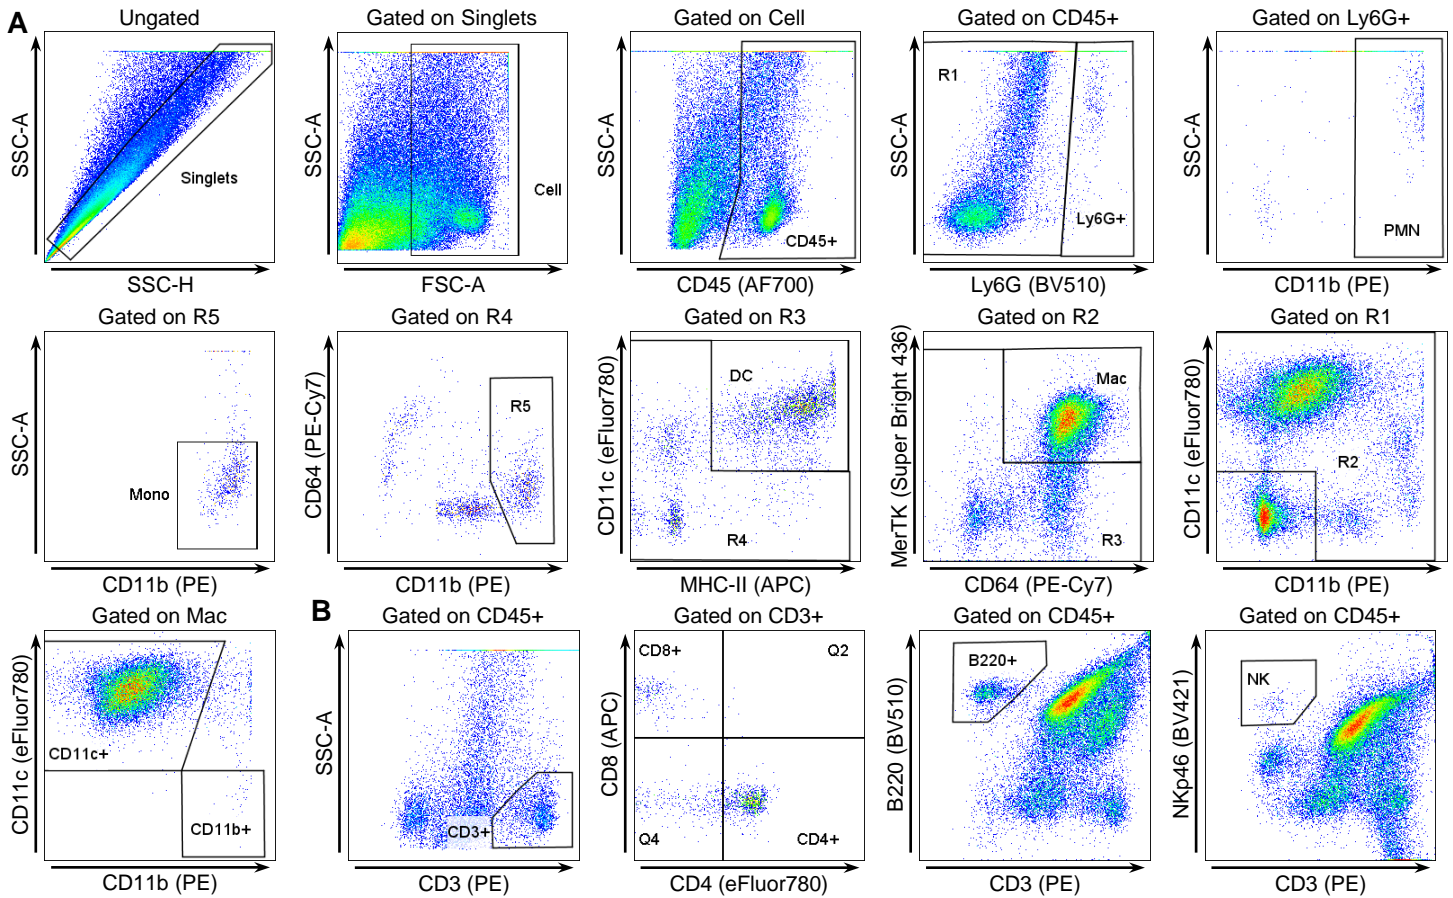 A
Ungated
SSC-A
Singlets
SSC-H
Gated on Singlets
SSC-A
Cell
FSC-A
Gated on Cell
SSC-A
CD45+
CD45 (AF700)
Gated on CD45+
SSC-A
R1
Ly6G+
Ly6G (BV510)
Gated on Ly6G+
SSC-A
PMN
CD11b (PE)
Gated on R5
SSC-A
Mono
CD11b (PE)
Gated on R4
CD64 (PE-Cy7)
R5
CD11b (PE)
Gated on R3
CD11c (eFluor780)
DC
R4
MHC-II (APC)
Gated on R2
MerTK (Super Bright 436)
Mac
R3
CD64 (PE-Cy7)
Gated on R1
CD11c (eFluor780)
R2
CD11b (PE)
Gated on Mac
CD11c (eFluor780)
CD11c+
CD11b+
CD11b (PE)
B
Gated on CD45+
SSC-A
CD3+
CD3 (PE)
Gated on CD3+
CD8 (APC)
CD8+
Q2
Q4
CD4+
CD4 (eFluor780)
Gated on CD45+
B220 (BV510)
B220+
CD3 (PE)
Gated on CD45+
NKp46 (BV421)
NK
CD3 (PE)